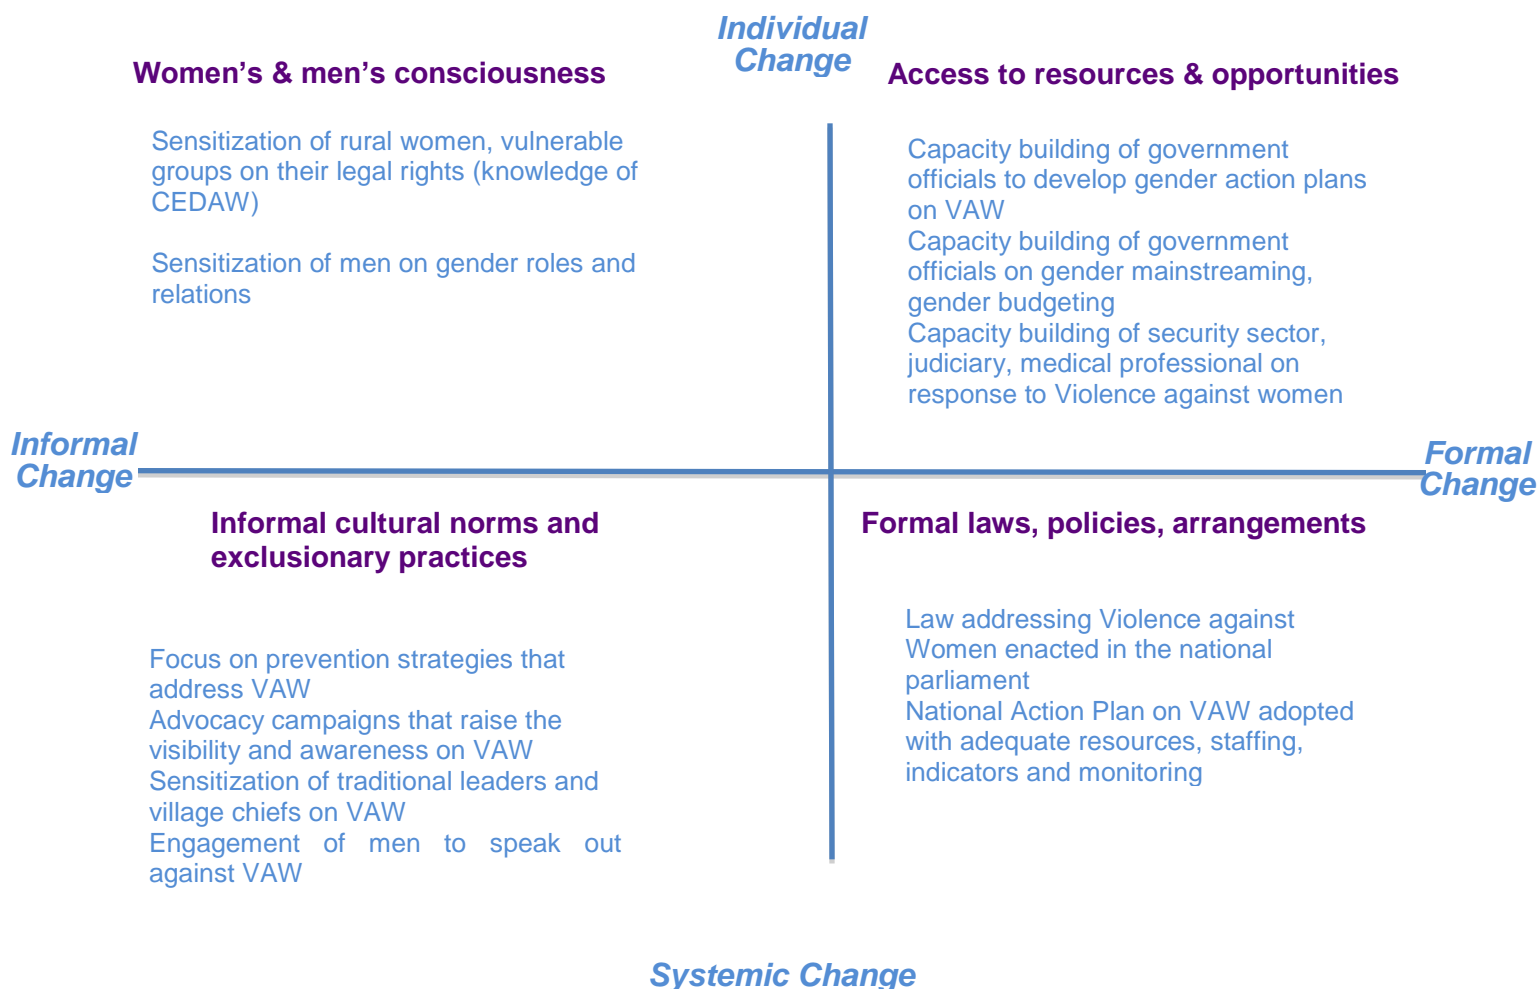 Individual
Change
Women's & men's consciousness
Sensitization of rural women, vulnerable
groups on their legal rights (knowledge of
CEDAW)
Sensitization of men on gender roles and
relations
Access to resources & opportunities
Capacity building of government
officials to develop gender action plans
on VAW
Capacity building of government
officials on gender mainstreaming,
gender budgeting
Capacity building of security sector,
judiciary, medical professional on
response to Violence against women
Informal
Change
Formal
Change
Informal cultural norms and
exclusionary practices
Focus on prevention strategies that
address VAW
Advocacy campaigns that raise the
visibility and awareness on VAW
Sensitization of traditional leaders and
village chiefs on VAW
Engagement of men to speak out
against VAW
Formal laws, policies, arrangements
Law addressing Violence against
Women enacted in the national
parliament
National Action Plan on VAW adopted
with adequate resources, staffing,
indicators and monitoring
Systemic Change